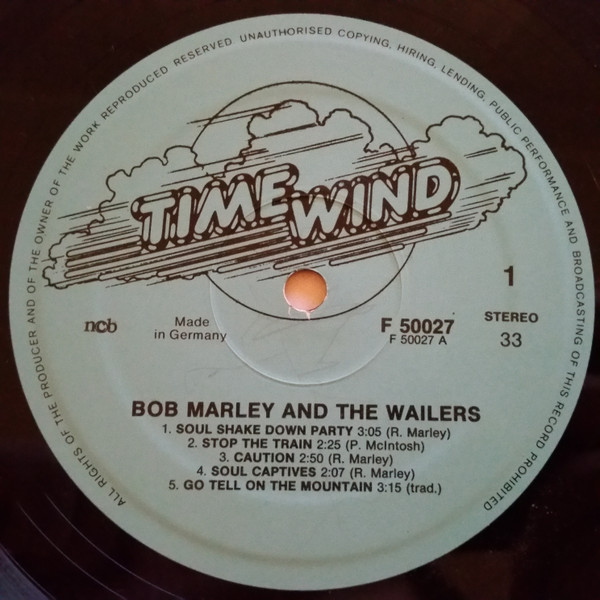 ALL RIGHTS OF THE PRODUCER AND OF THE OWNER OF THE WORK REPRODUCED RESERVED UNAUTHORISED COPYING, HIRING, LENDING, PUBLIC PERFORMANCE AND BROADCASTING OF THIS RECORD PROHIBITED
TIME WIND
1
ncb
Made
in Germany
F 50027
F 50027 A
STEREO
33
BOB MARLEY AND THE WAILERS
1. SOUL SHAKE DOWN PARTY 3:05 (R. Marley)
2. STOP THE TRAIN 2:25 (P. McIntosh)
3. CAUTION 2:50 (R. Marley)
4. SOUL CAPTIVES 2:07 (R. Marley)
5. GO TELL ON THE MOUNTAIN 3:15 (trad.)